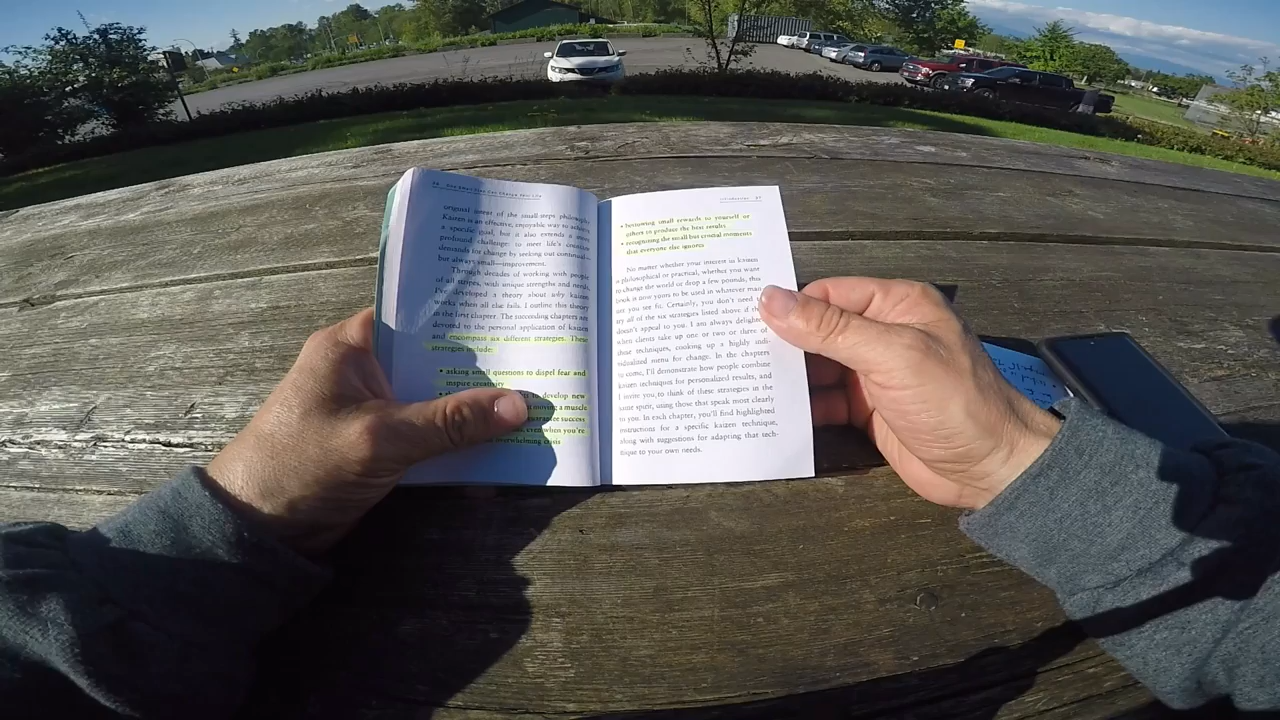 One Small Step Can Change Your Life
original intent of the small steps philosophy
Kaizen is an effective, enjoyable way to
a specific goal, but it also extends a more
profound challenge: to meet life's constant
demands for change by seeking out continual—
but always small—improvement.
Through decades of working with people
of all stripes, with unique strengths and needs,
I've developed a theory about why kaizen
works when all else fails. I outline this theory
in the first chapter. The succeeding chapters are
devoted to the personal application of kaizen
and encompass six different strategies. These
strategies include:
• asking small questions to dispel fear and
inspire creativity
to develop new
moving a muscle
success
even when you're
overwhelming crisis
Introduction
• bestowing small rewards to yourself or
others to produce the best results
• recognizing the small but crucial moments
that everyone else ignores
No matter whether your interest in kaizen
is philosophical or practical, whether you want
to change the world or drop a few pounds, this
book is now yours to be used in whatever
you see fit. Certainly, you don't need
try all of the six strategies listed above if
doesn't appeal to you. I am always
when clients take up one or two or three of
these techniques, cooking up a highly indi-
vidualized menu for change. In the chapters
to come, I'll demonstrate how people combine
kaizen techniques for personalized results, and
I invite you to think of these strategies in the
same spirit, using those that speak most clearly
to you. In each chapter, you'll find highlighted
instructions for a specific kaizen technique,
along with suggestions for adapting that tech-
nique to your own needs.